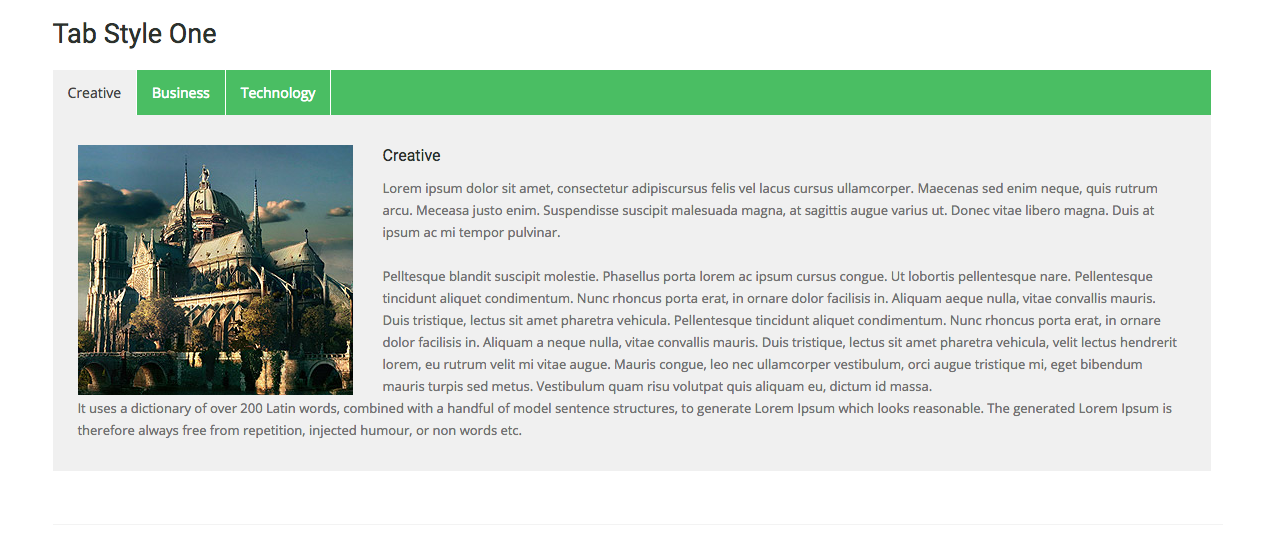 Tab Style One
Creative Business Technology
Creative
Lorem ipsum dolor sit amet, consectetur adipiscursus felis vel lacus cursus ullamcorper. Maecenas sed enim neque, quis rutrum
arcu. Meceasa justo enim. Suspendisse suscipit malesuada magna, at sagittis augue varius ut. Donec vitae libero magna. Duis at
ipsum ac mi tempor pulvinar.
Pelltesque blandit suscipit molestie. Phasellus porta lorem ac ipsum cursus congue. Ut lobortis pellentesque nare. Pellentesque
tincidunt aliquet condimentum. Nunc rhoncus porta erat, in ornare dolor facilisis in. Aliquam aeque nulla, vitae convallis mauris.
Duis tristique, lectus sit amet pharetra vehicula. Pellentesque tincidunt aliquet condimentum. Nunc rhoncus porta erat, in ornare
dolor facilisis in. Aliquam a neque nulla, vitae convallis mauris. Duis tristique, lectus sit amet pharetra vehicula, velit lectus hendrerit
lorem, eu rutrum velit mi vitae augue. Mauris congue, leo nec ullamcorper vestibulum, orci augue tristique mi, eget bibendum
mauris turpis sed metus. Vestibulum quam risu volutpat quis aliquam eu, dictum id massa.
It uses a dictionary of over 200 Latin words, combined with a handful of model sentence structures, to generate Lorem Ipsum which looks reasonable. The generated Lorem Ipsum is
therefore always free from repetition, injected humour, or non words etc.